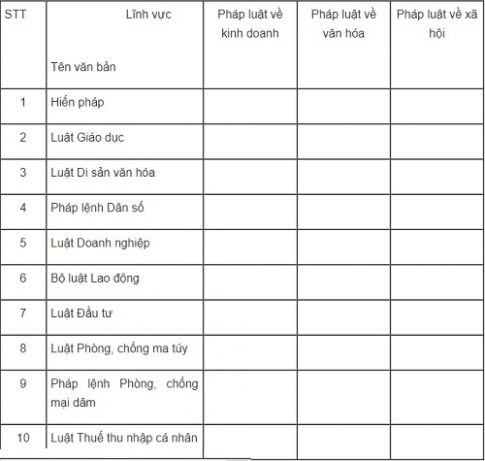 STT Lĩnh vực Pháp luật về Pháp luật về Pháp luật về xã
kinh doanh văn hóa hội
Tên văn bản
1 Hiến pháp
2 Luật Giáo dục
3 Luật Di sản văn hóa
4 Pháp lệnh Dân số
5 Luật Doanh nghiệp
6 Bộ luật Lao động
7 Luật Đầu tư
8 Luật Phòng, chống ma túy
9 Pháp lệnh Phòng, chống
mại dâm
10 Luật Thuế thu nhập cá nhân